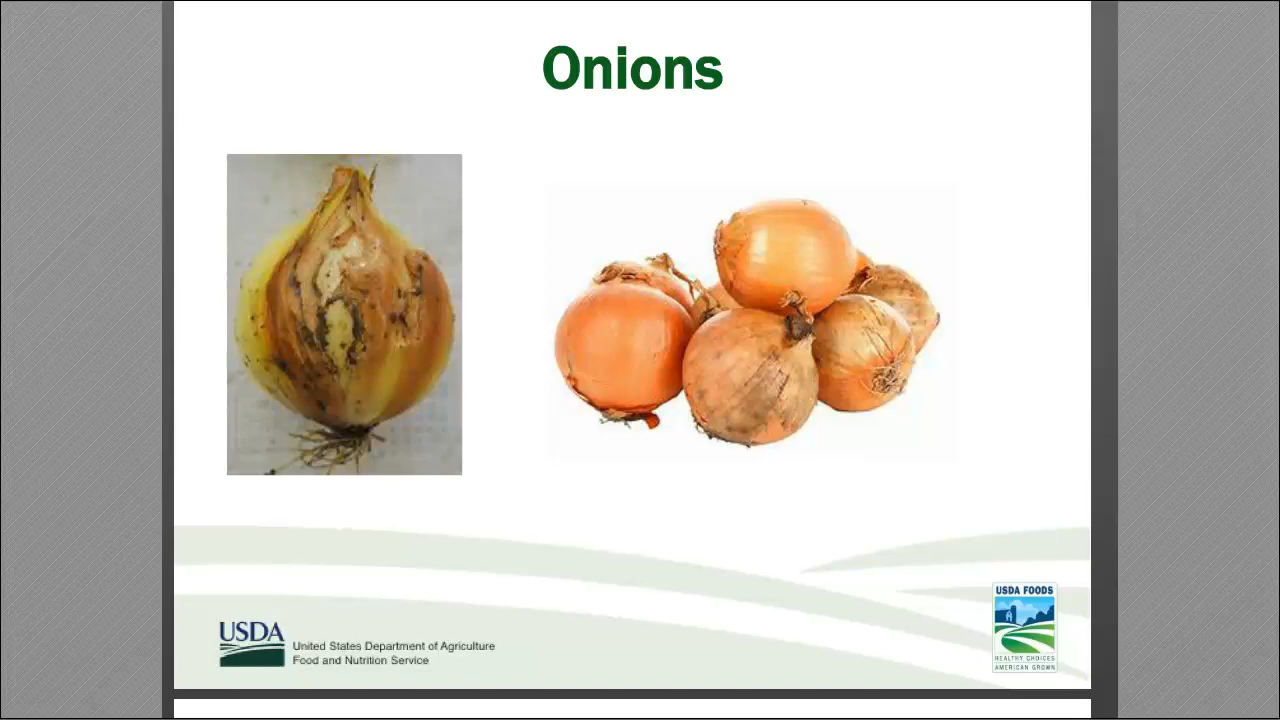 Onions
USDA
United States Department of Agriculture
Food and Nutrition Service
USDA FOODS
HEALTHY CHOICES
AMERICAN GROWN